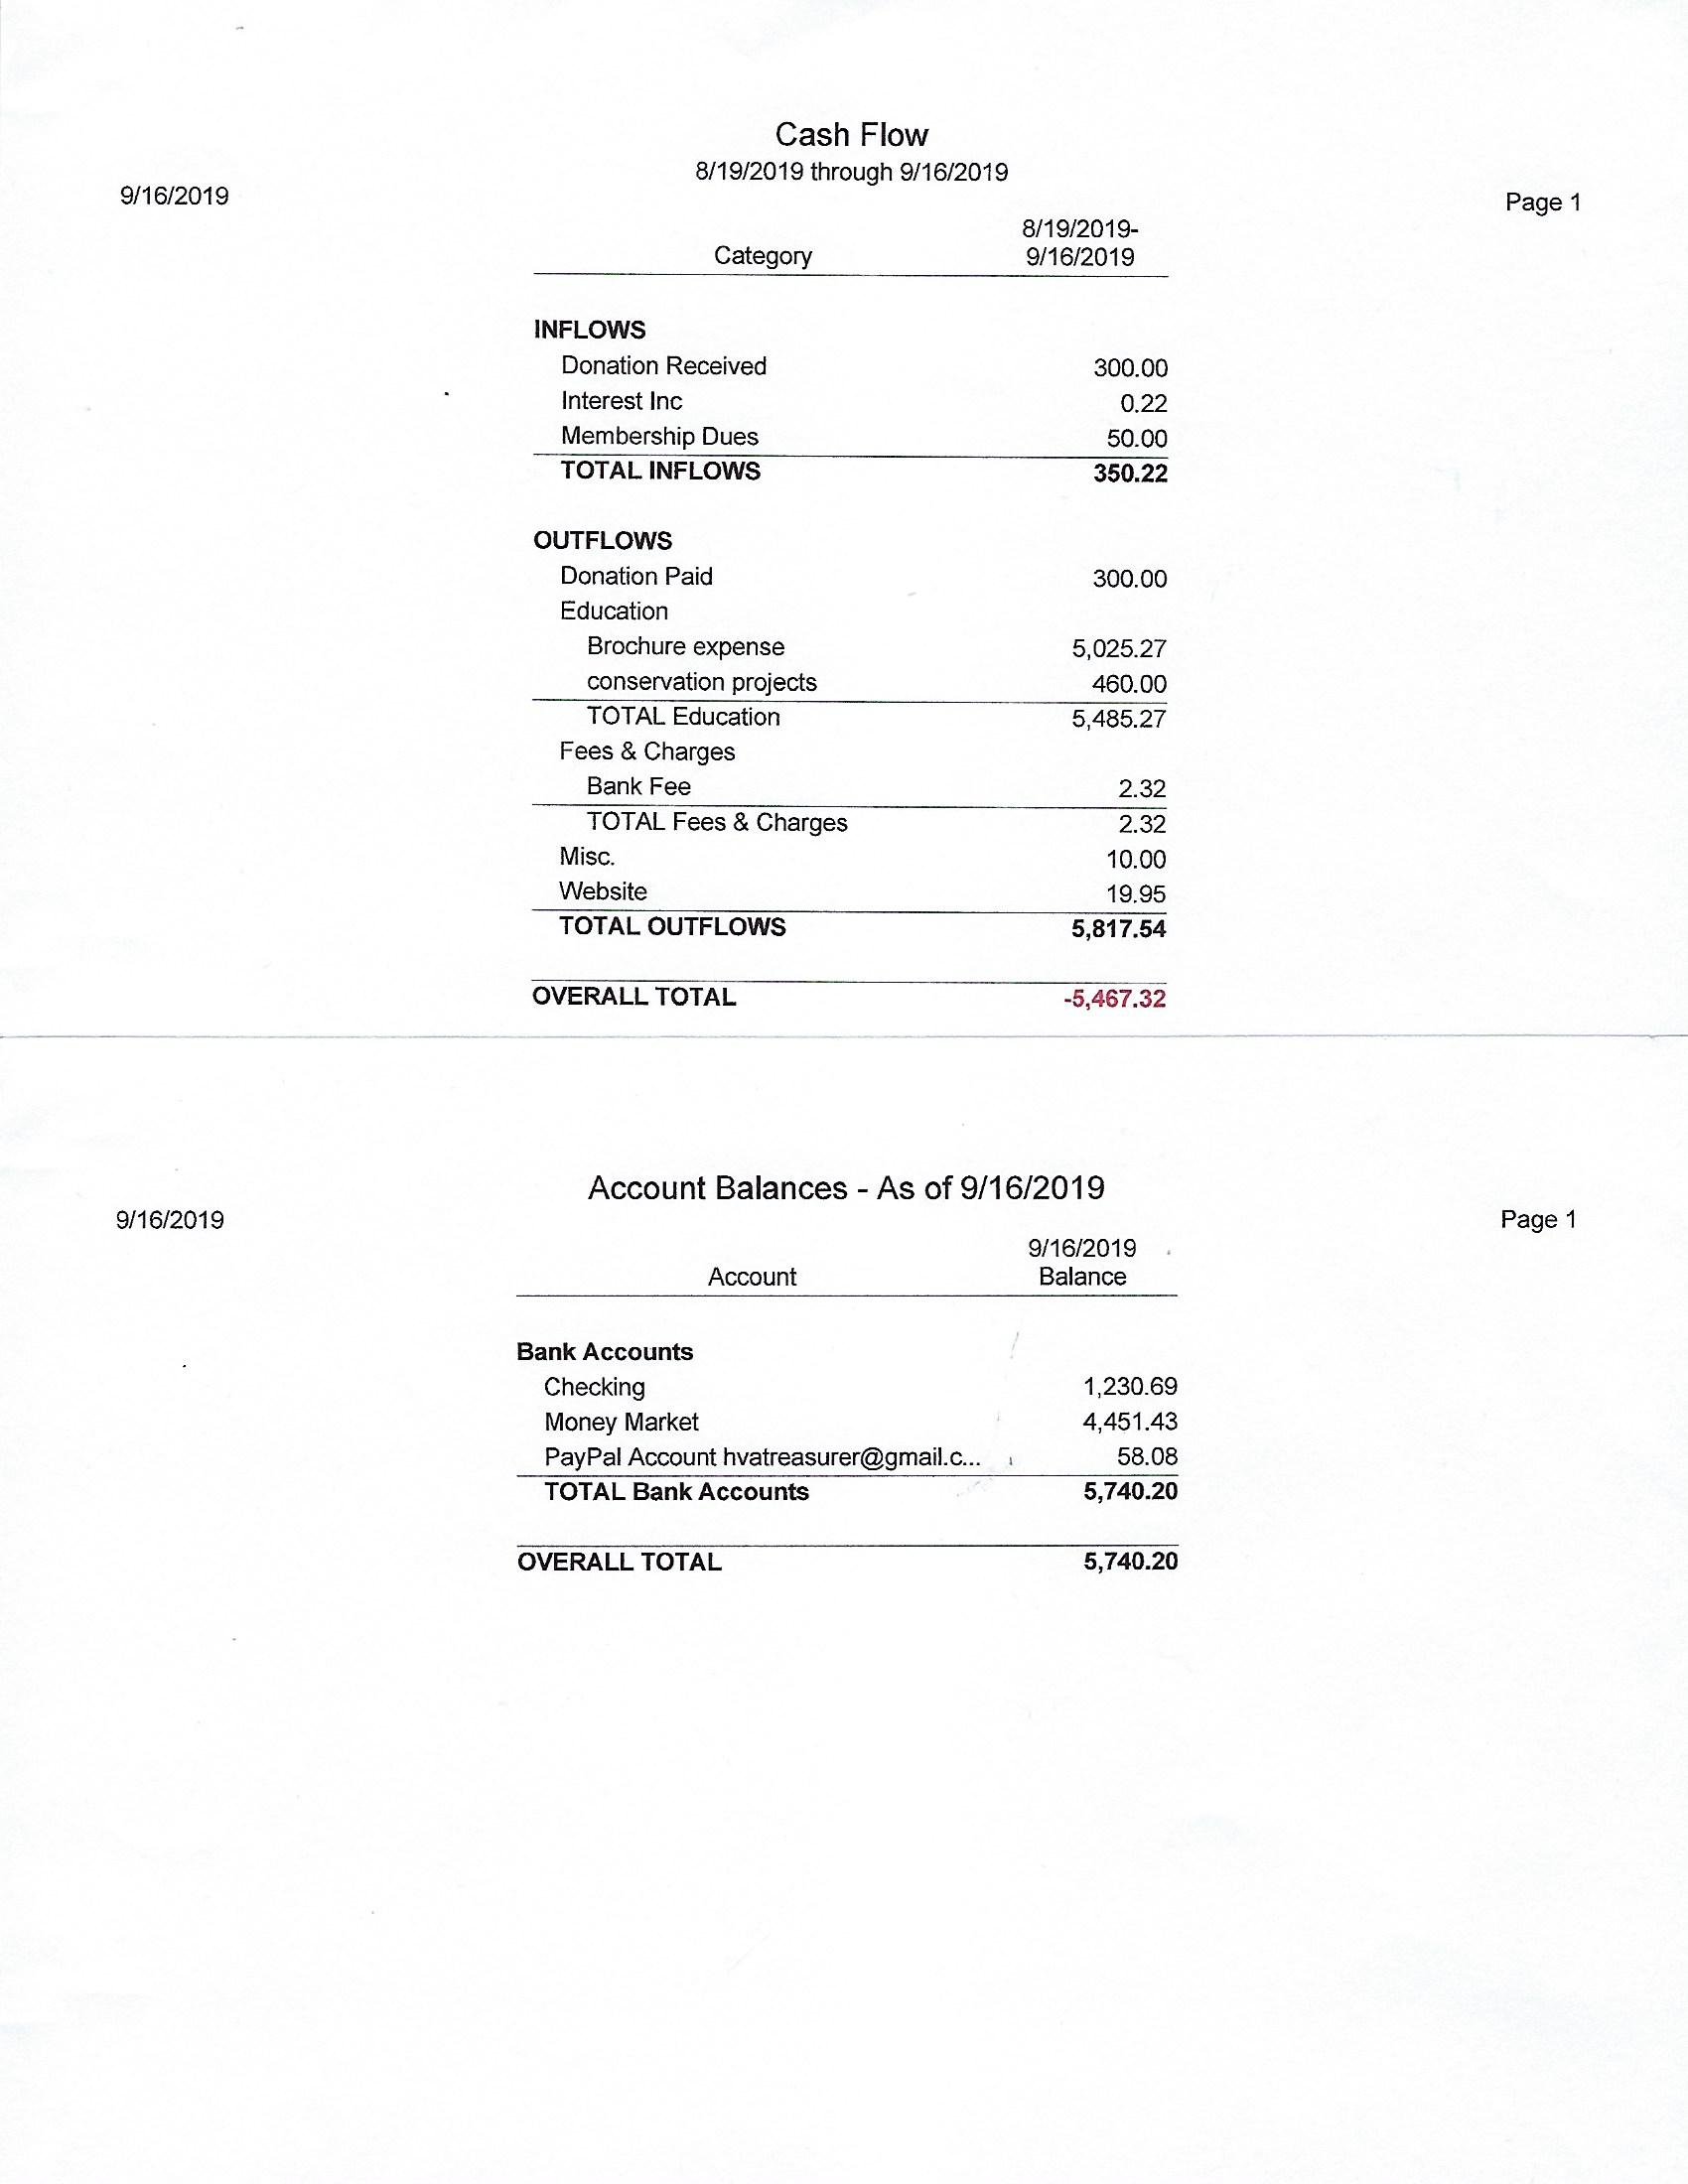 Cash Flow
8/19/2019 through 9/16/2019
9/16/2019 Page 1
8/19/2019-
Category 9/16/2019
INFLOWS
Donation Received 300.00
Interest Inc 0.22
Membership Dues 50.00
TOTAL INFLOWS 350.22
OUTFLOWS
Donation Paid 300.00
Education
Brochure expense 5,025.27
conservation projects 460.00
TOTAL Education 5,485.27
Fees & Charges
Bank Fee 2.32
TOTAL Fees & Charges 2.32
Misc. 10.00
Website 19.95
TOTAL OUTFLOWS 5,817.54
OVERALL TOTAL -5,467.32
Account Balances - As of 9/16/2019
9/16/2019 Page 1
9/16/2019
Account Balance
Bank Accounts
Checking 1,230.69
Money Market 4,451.43
PayPal Account hvatreasurer@gmail.c... 58.08
TOTAL Bank Accounts 5,740.20
OVERALL TOTAL 5,740.20